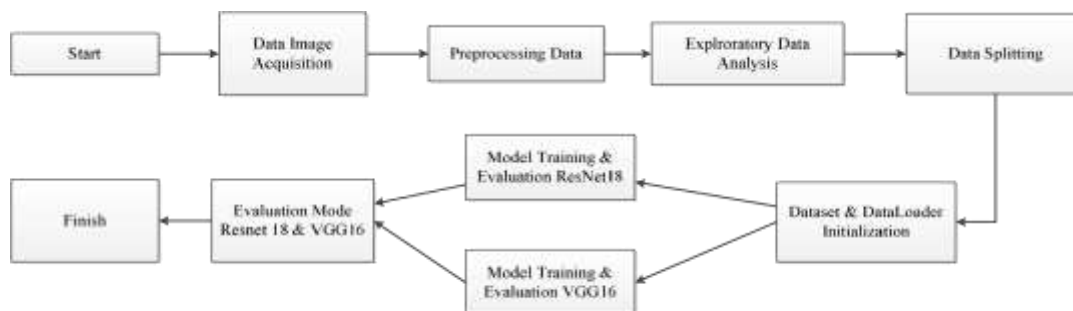 Start
Data Image
Acquisition
Preprocessing Data
Explroratory Data
Analysis
Data Splitting
Dataset & DataLoader
Initialization
Model Training &
Evaluation ResNet18
Model Training &
Evaluation VGG16
Evaluation Mode
Resnet 18 & VGG16
Finish